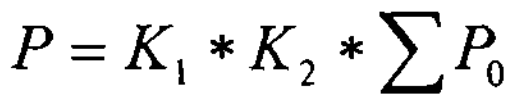 P = K₁ * K₂ * ∑ P₀